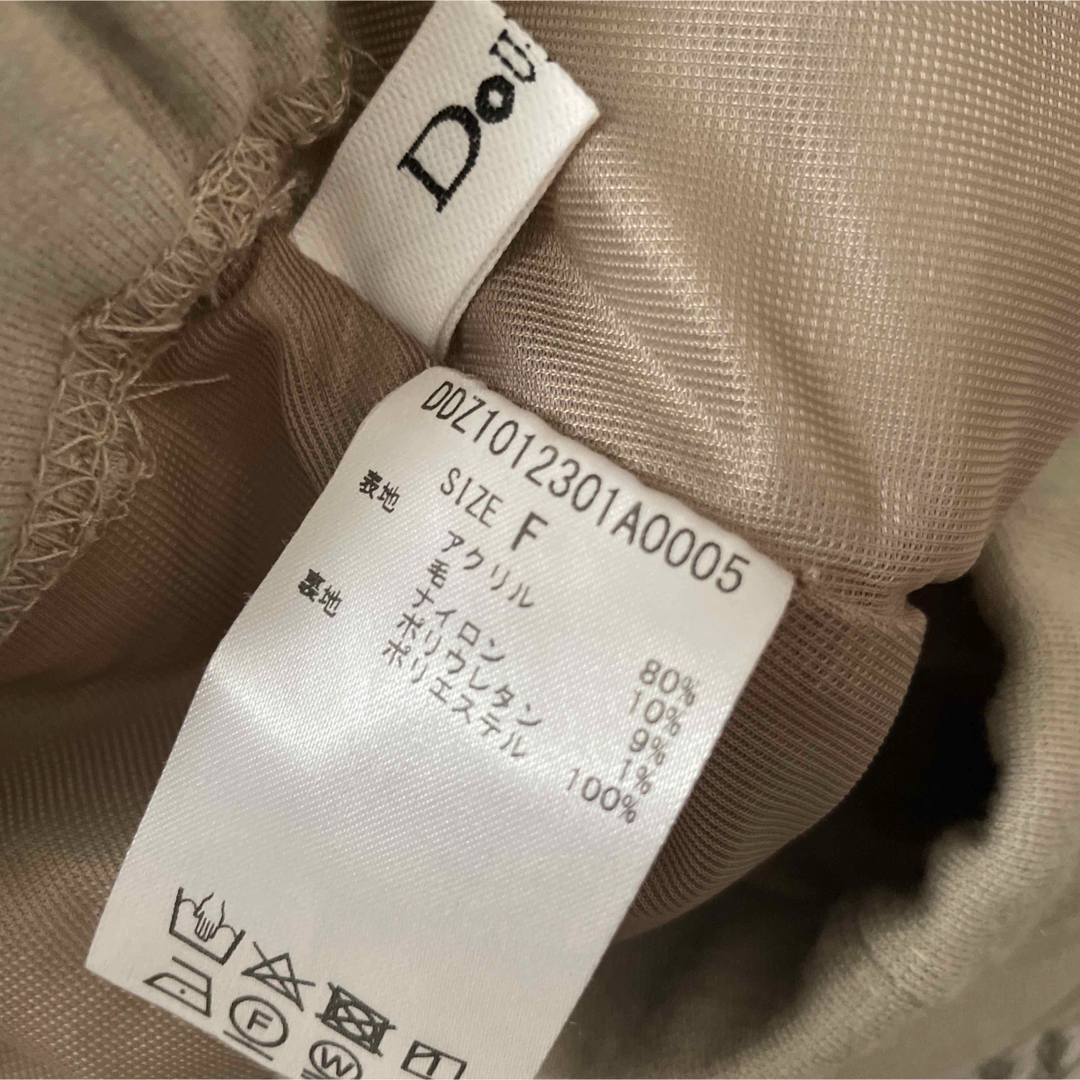 DOU
DDZ1012301A0005
SIZE F
表地 アクリル 80%
毛 10%
ナイロン 9%
ポリウレタン 1%
裏地 ポリエステル 100%
F
W